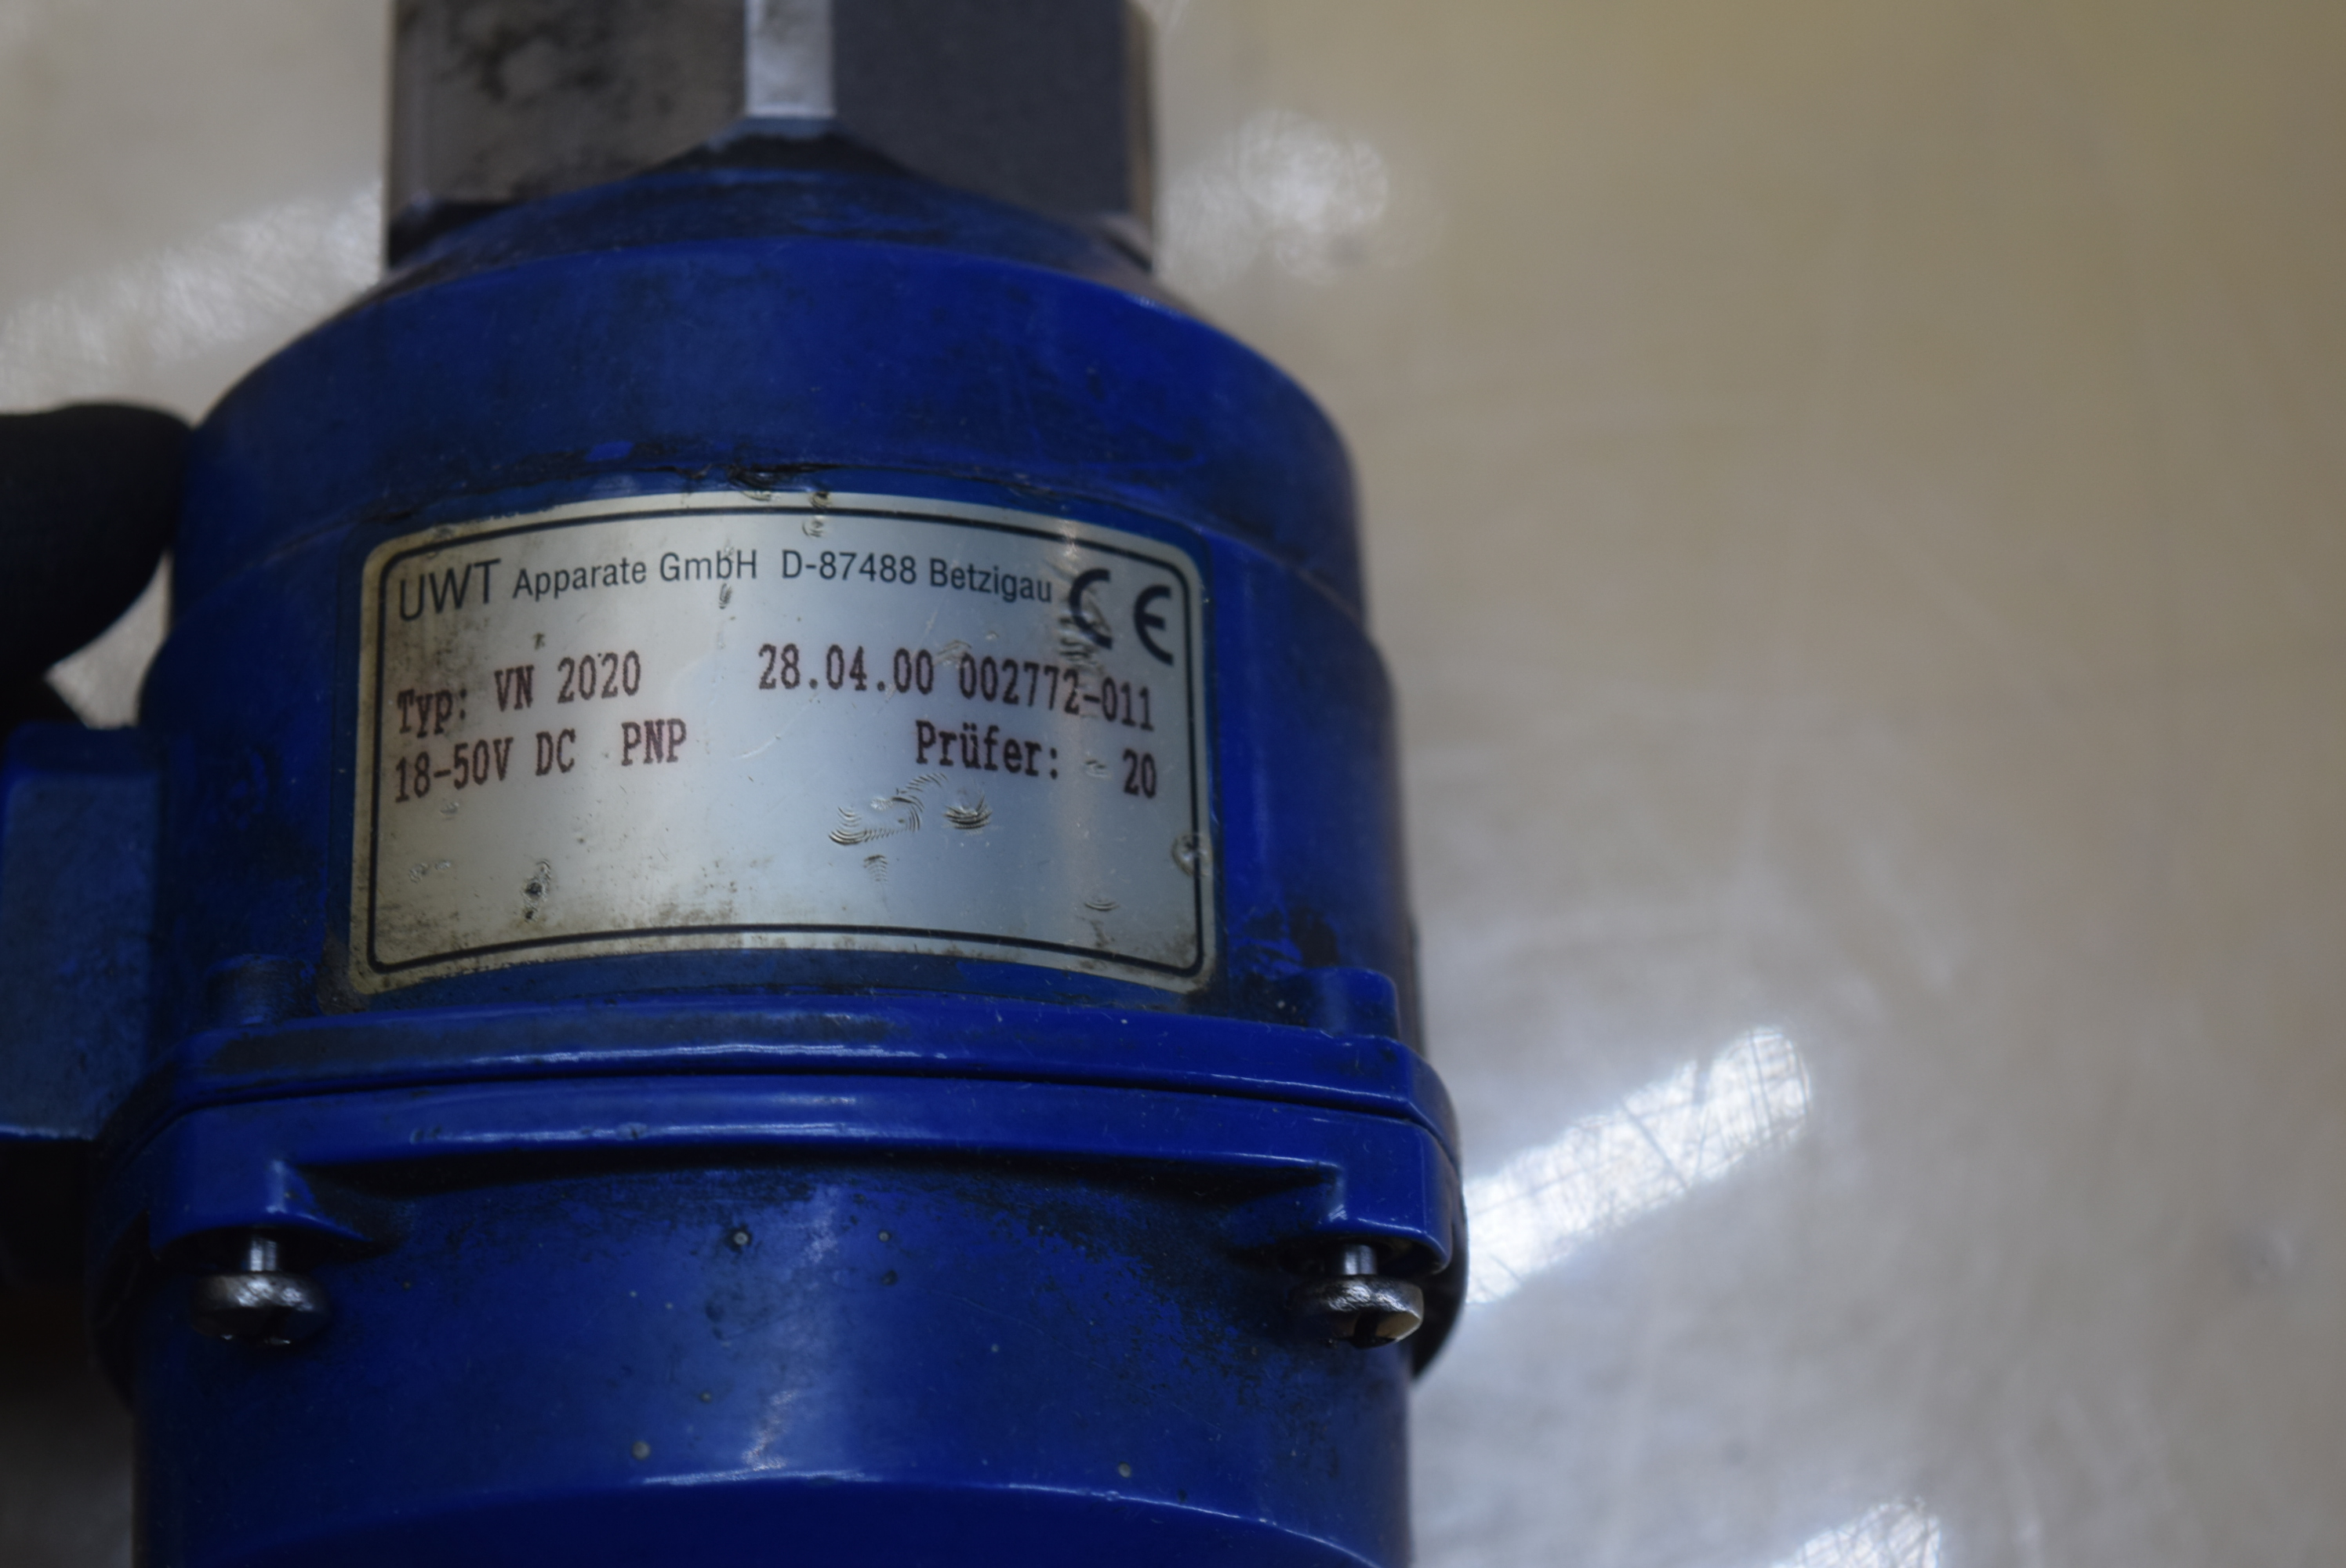 UWT Apparate GmbH D-87488 Betzigau CE
Typ: VN 2020 28.04.00 002772-011
18-50V DC PNP Prüfer: 20